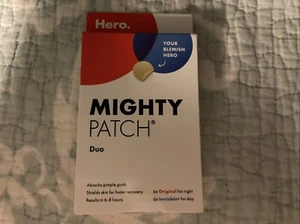 Hero.
YOUR
BLEMISH
HERO
MIGHTY
PATCH®
Duo
Absorbs pimple gunk
Shields skin for faster recovery
Results in 6-8 hours
6x Original for night
6x Invisible+ for day